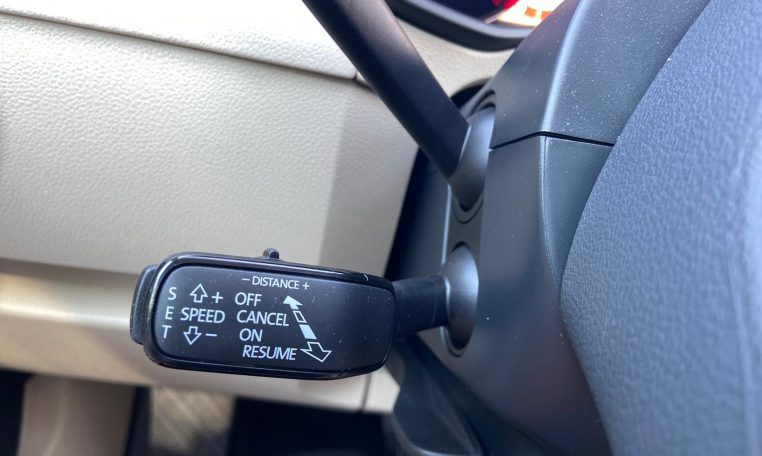 − DISTANCE +
S + OFF
E SPEED CANCEL
T − ON
RESUME